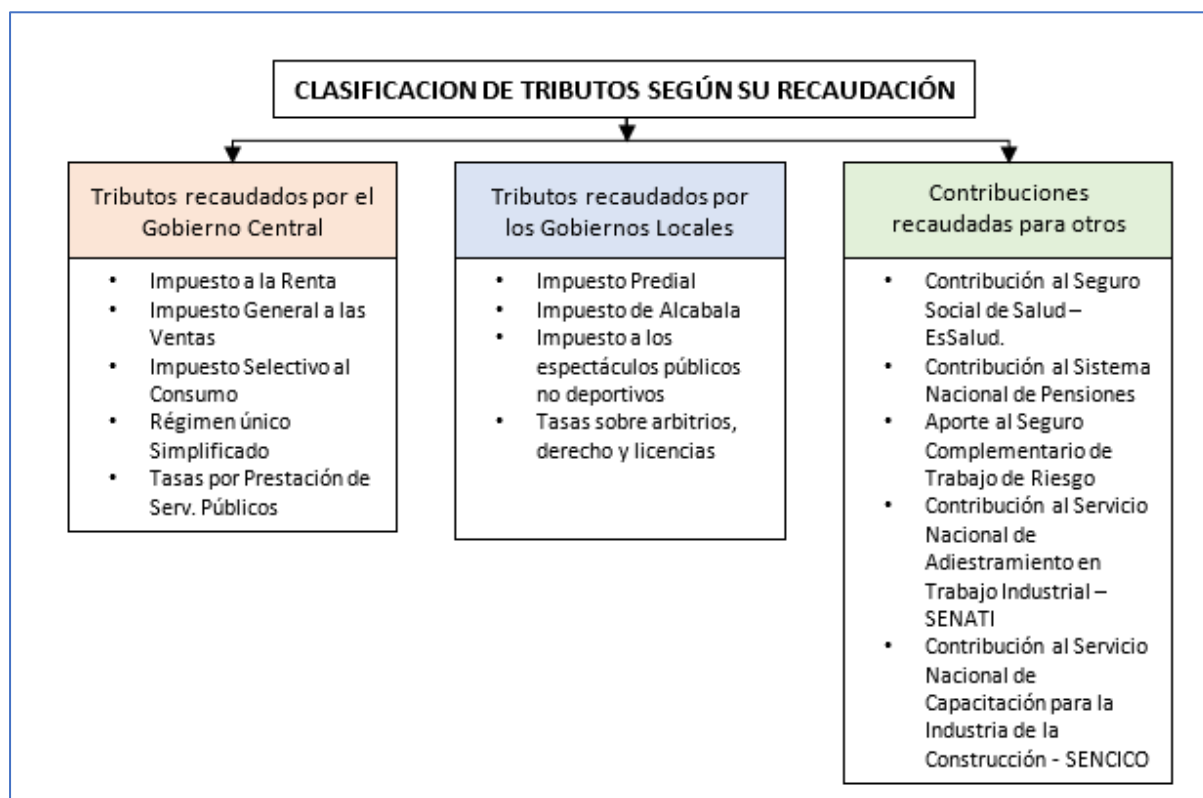 CLASIFICACION DE TRIBUTOS SEGÚN SU RECAUDACIÓN
Tributos recaudados por el
Gobierno Central
• Impuesto a la Renta
• Impuesto General a las
Ventas
• Impuesto Selectivo al
Consumo
• Régimen único
Simplificado
• Tasas por Prestación de
Serv. Públicos
Tributos recaudados por
los Gobiernos Locales
• Impuesto Predial
• Impuesto de Alcabala
• Impuesto a los
espectáculos públicos
no deportivos
• Tasas sobre arbitrios,
derecho y licencias
Contribuciones
recaudadas para otros
• Contribución al Seguro
Social de Salud –
EsSalud.
• Contribución al Sistema
Nacional de Pensiones
• Aporte al Seguro
Complementario de
Trabajo de Riesgo
• Contribución al Servicio
Nacional de
Adiestramiento en
Trabajo Industrial –
SENATI
• Contribución al Servicio
Nacional de
Capacitación para la
Industria de la
Construcción - SENCICO